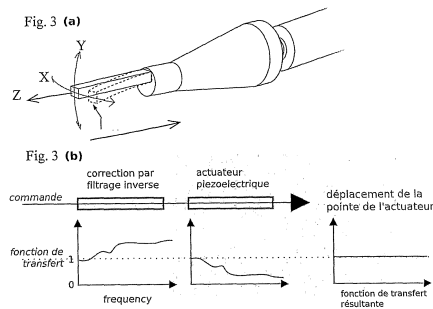 Fig. 3 (a)
Y
X
Z
Fig. 3 (b)
correction par
filtrage inverse
actuateur
piezoelectrique
commande
déplacement de la
pointe de l'actuateur
fonction de
transfert
1
0
frequency
fonction de transfert
résultante